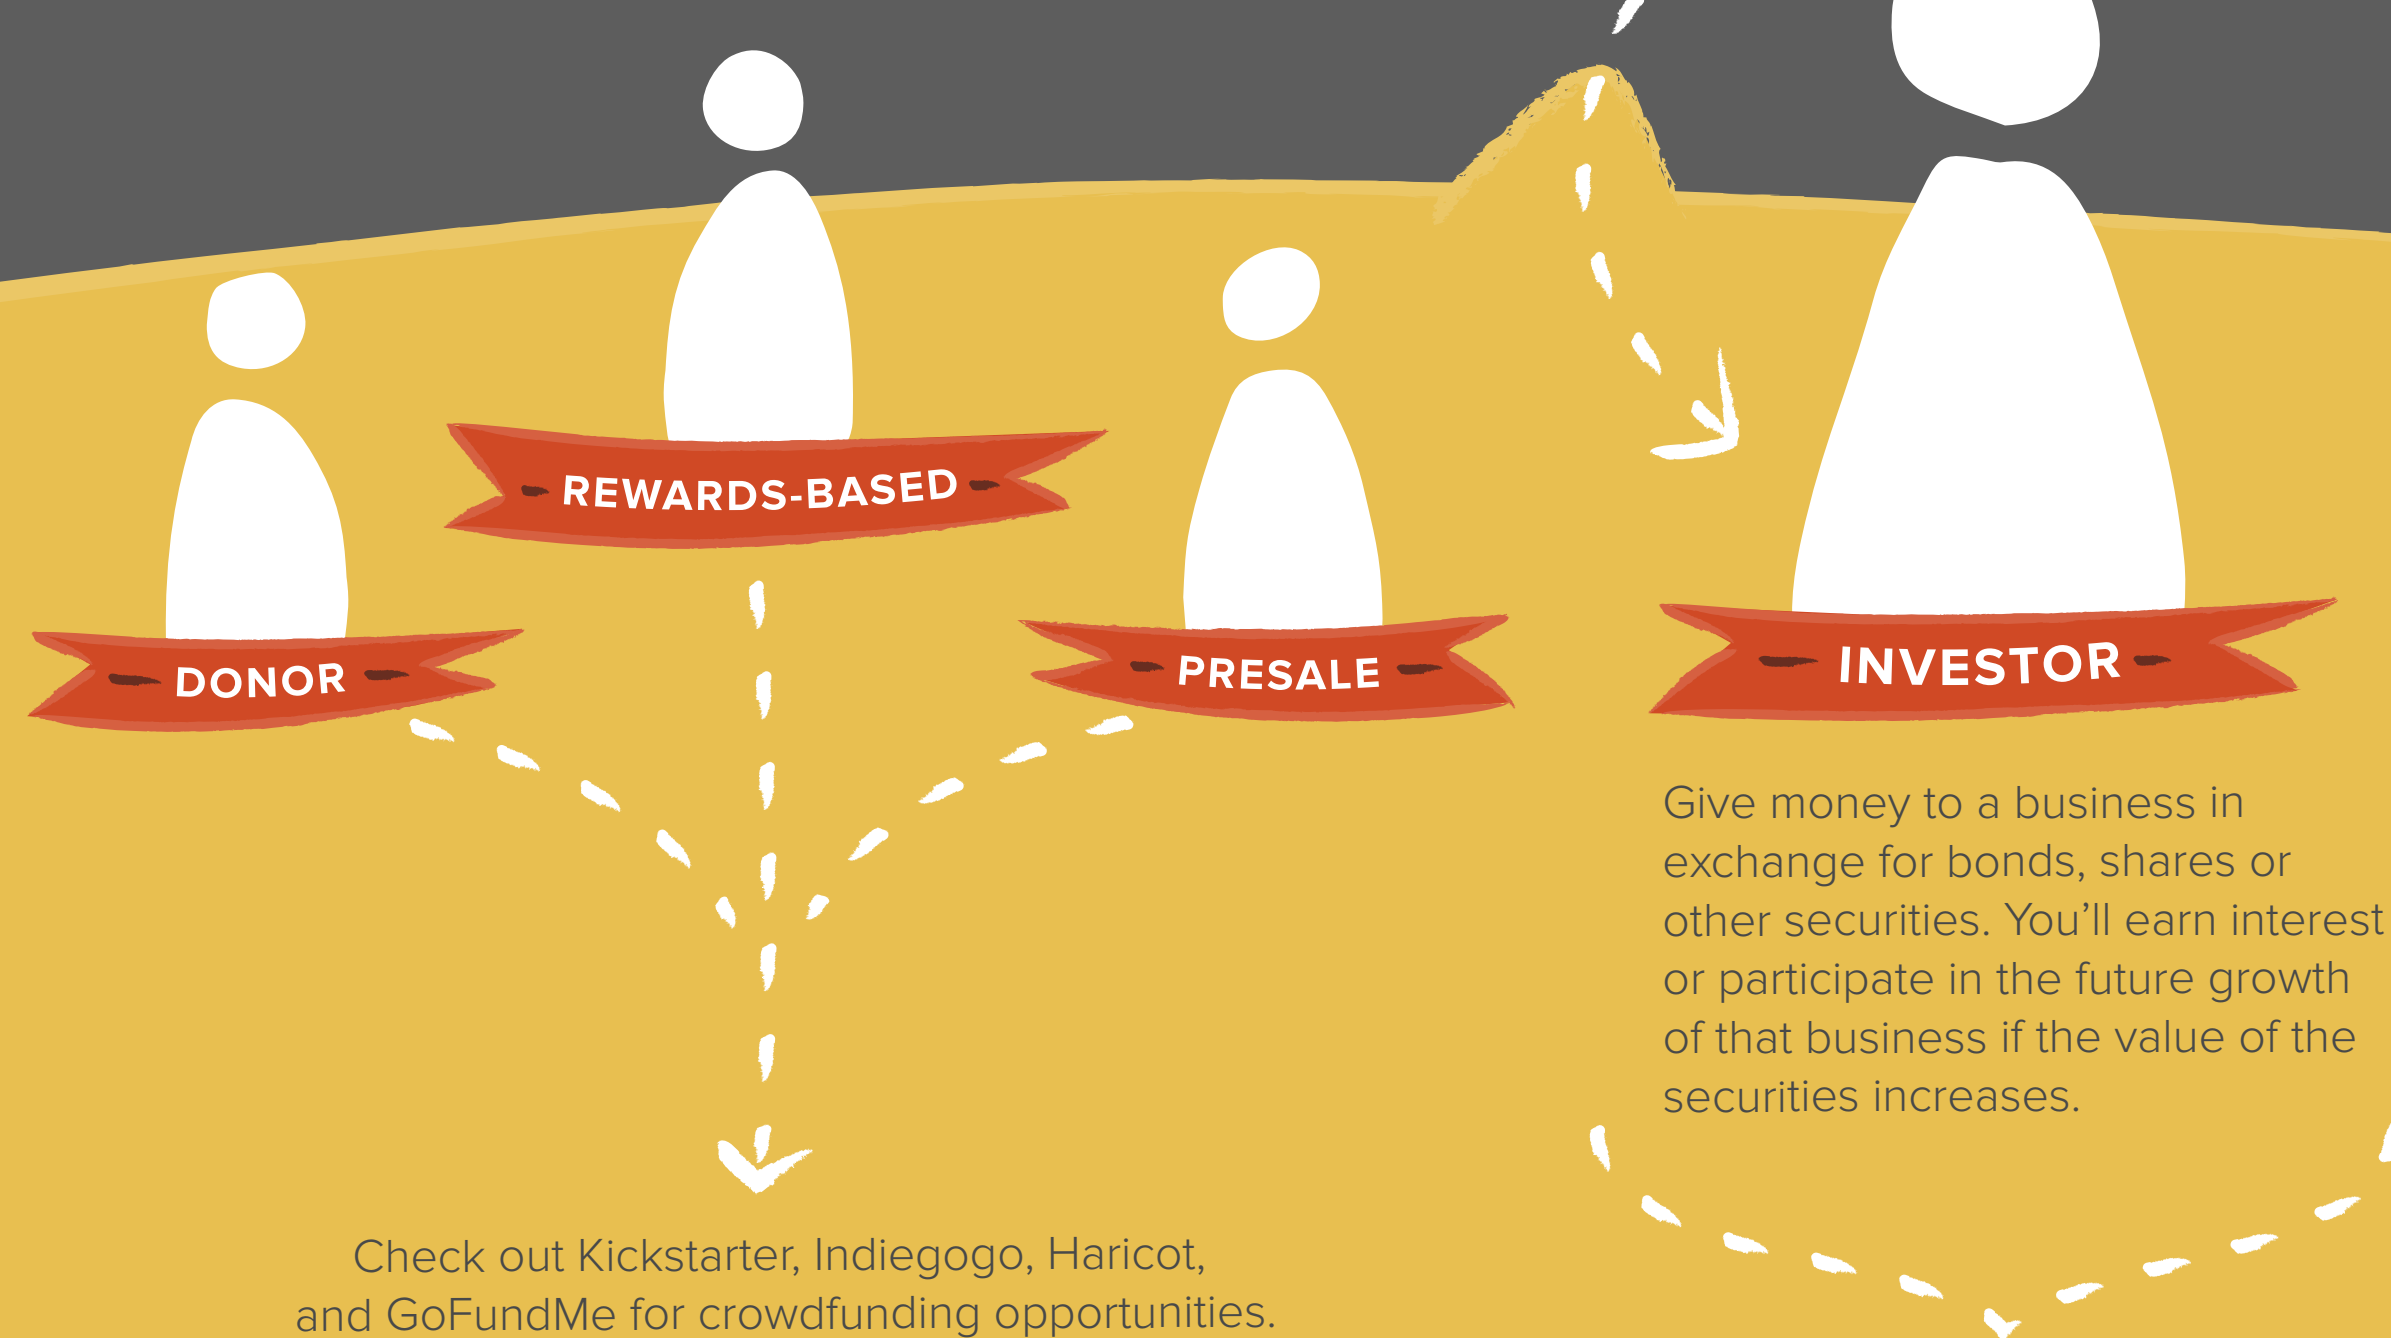 REWARDS-BASED
DONOR
PRESALE
INVESTOR
Give money to a business in
exchange for bonds, shares or
other securities. You’ll earn interest
or participate in the future growth
of that business if the value of the
securities increases.
Check out Kickstarter, Indiegogo, Haricot,
and GoFundMe for crowdfunding opportunities.